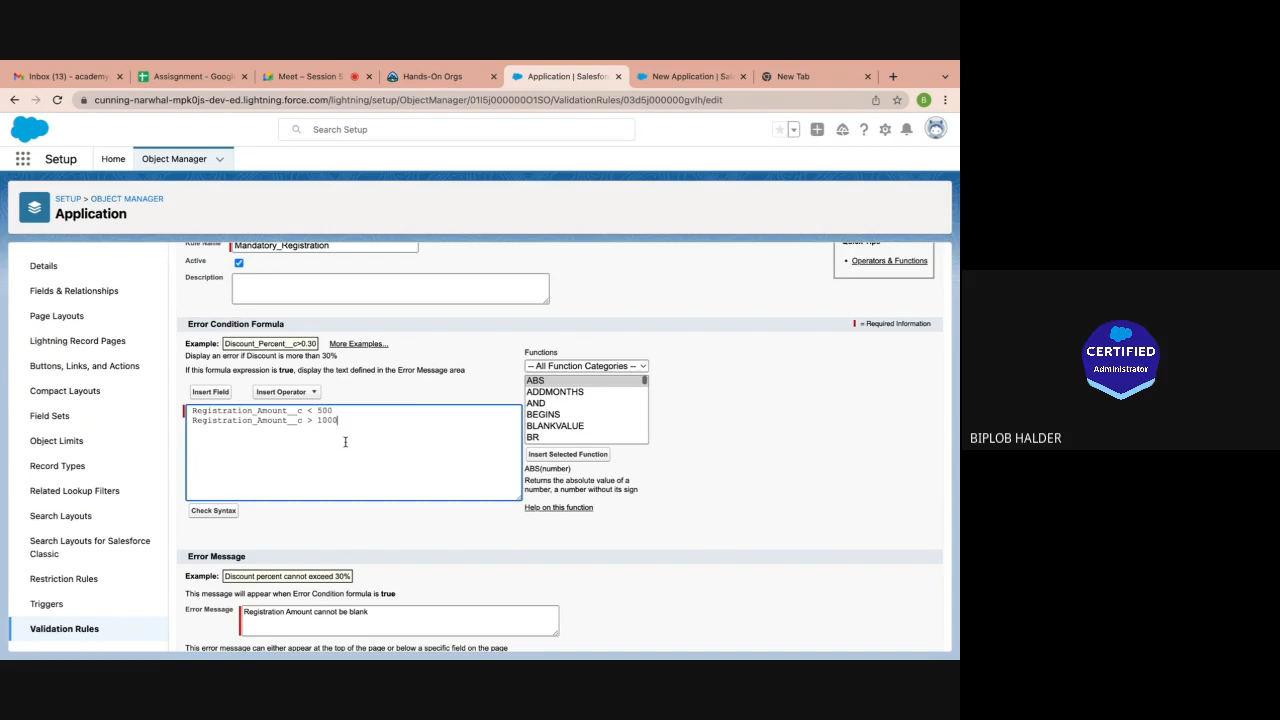 Inbox (13) - academy
Assisgnment - Google
Meet – Session 5
Hands-On Orgs
Application | Salesfor
New Application | Sal
New Tab
cunning-narwhal-mpk0js-dev-ed.lightning.force.com/lightning/setup/ObjectManager/01I5j000000O1SO/ValidationRules/03d5j000000gvlh/edit
B
Search Setup
Setup
Home
Object Manager
SETUP > OBJECT MANAGER
Application
Details
Fields & Relationships
Page Layouts
Lightning Record Pages
Buttons, Links, and Actions
Compact Layouts
Field Sets
Object Limits
Record Types
Related Lookup Filters
Search Layouts
Search Layouts for Salesforce
Classic
Restriction Rules
Triggers
Validation Rules
Rule Name
Mandatory_Registration
Active
Description
Quick Tips
• Operators & Functions
Error Condition Formula
= Required Information
Example:
Discount_Percent__c>0.30
More Examples...
Display an error if Discount is more than 30%
If this formula expression is true, display the text defined in the Error Message area
Insert Field
Insert Operator
Registration_Amount__c < 500
Registration_Amount__c > 1000
Check Syntax
Functions
-- All Function Categories --
ABS
ADDMONTHS
AND
BEGINS
BLANKVALUE
BR
Insert Selected Function
ABS(number)
Returns the absolute value of a
number, a number without its sign
Help on this function
Error Message
Example:
Discount percent cannot exceed 30%
This message will appear when Error Condition formula is true
Error Message
Registration Amount cannot be blank
This error message can either appear at the top of the page or below a specific field on the page
CERTIFIED
Administrator
BIPLOB HALDER